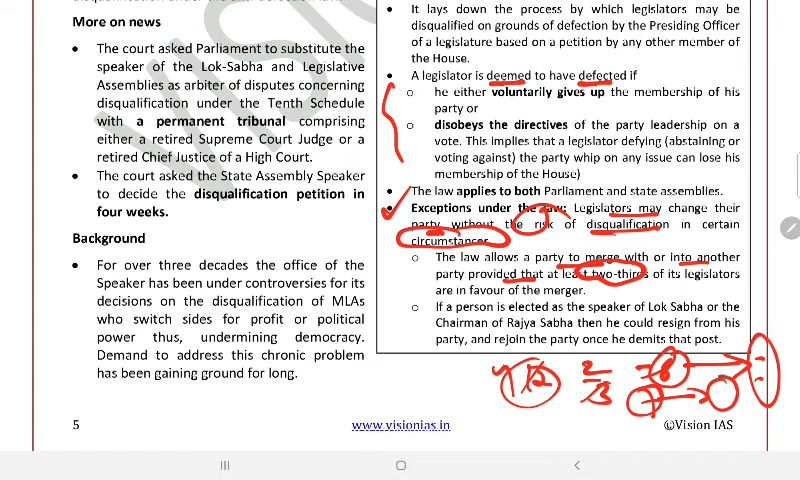 disqualification under the anti-defection law.
More on news
• The court asked Parliament to substitute the
speaker of the Lok-Sabha and Legislative
Assemblies as arbiter of disputes concerning
disqualification under the Tenth Schedule
with a permanent tribunal comprising
either a retired Supreme Court Judge or a
retired Chief Justice of a High Court.
• The court asked the State Assembly Speaker
to decide the disqualification petition in
four weeks.
Background
• For over three decades the office of the
Speaker has been under controversies for its
decisions on the disqualification of MLAs
who switch sides for profit or political
power thus, undermining democracy.
Demand to address this chronic problem
has been gaining ground for long.
• It lays down the process by which legislators may be
disqualified on grounds of defection by the Presiding Officer
of a legislature based on a petition by any other member of
the House.
• A legislator is deemed to have defected if
o he either voluntarily gives up the membership of his
party or
o disobeys the directives of the party leadership on a
vote. This implies that a legislator defying (abstaining or
voting against) the party whip on any issue can lose his
membership of the House)
• The law applies to both Parliament and state assemblies.
• Exceptions under the law: Legislators may change their
party without the risk of disqualification in certain
circumstances.
o The law allows a party to merge with or into another
party provided that at least two-thirds of its legislators
are in favour of the merger.
o If a person is elected as the speaker of Lok Sabha or the
Chairman of Rajya Sabha then he could resign from his
party, and rejoin the party once he demits that post.
12 2/3 = 8
5
www.visionias.in
©Vision IAS